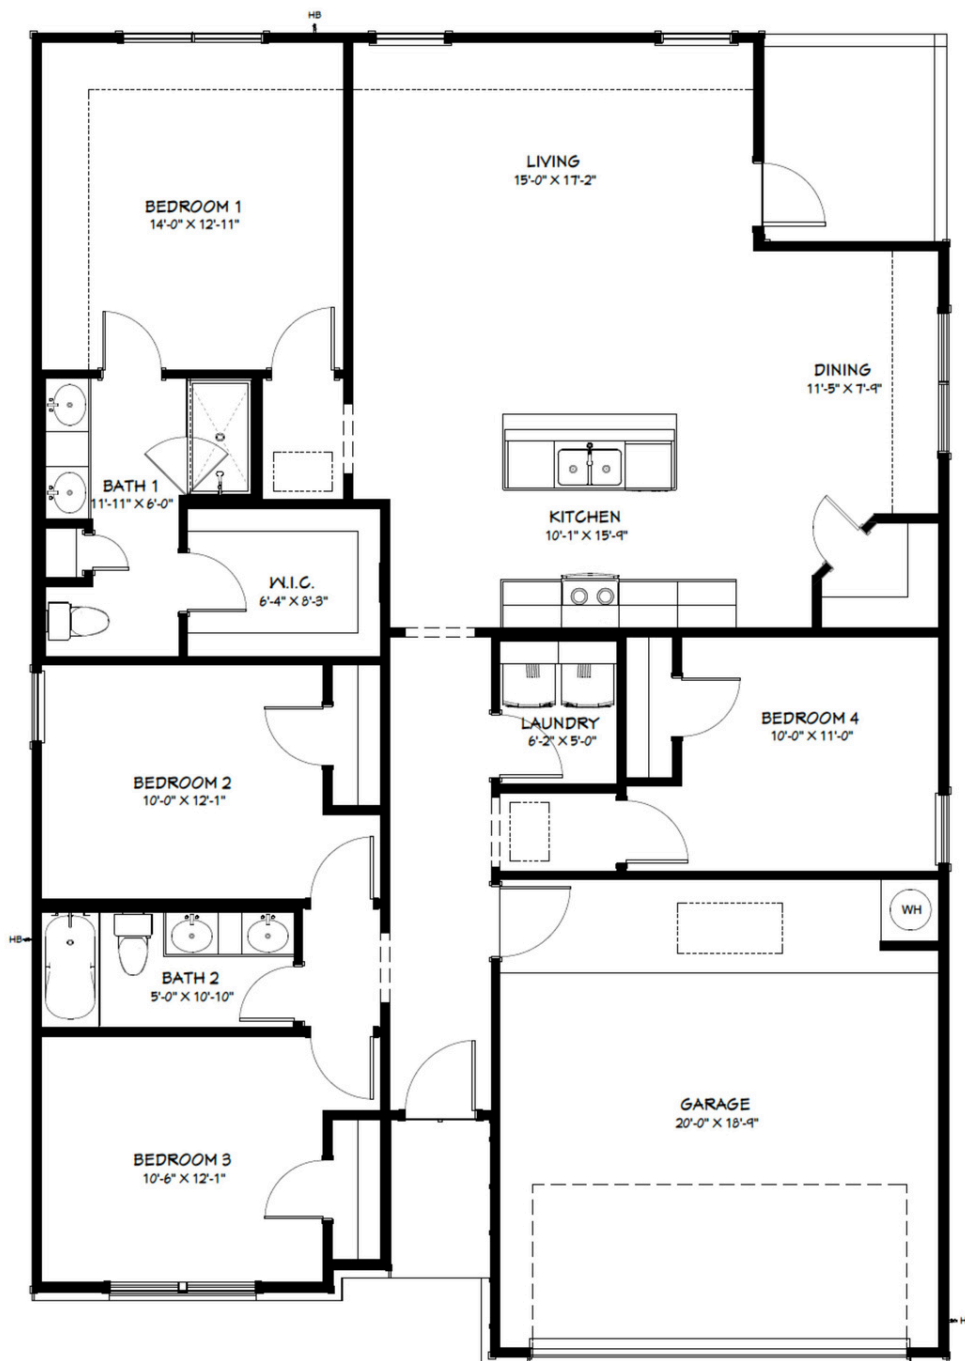 HB
LIVING
15'-0" X 17'-2"
BEDROOM 1
14'-0" X 12'-11"
DINING
11'-5" X 7'-9"
BATH 1
11'-11" X 6'-0"
KITCHEN
10'-1" X 15'-9"
W.I.C.
6'-4" X 8'-3"
LAUNDRY
6'-2" X 5'-0"
BEDROOM 4
10'-0" X 11'-0"
BEDROOM 2
10'-0" X 12'-1"
WH
HB
BATH 2
5'-0" X 10'-10"
GARAGE
20'-0" X 18'-9"
BEDROOM 3
10'-6" X 12'-1"